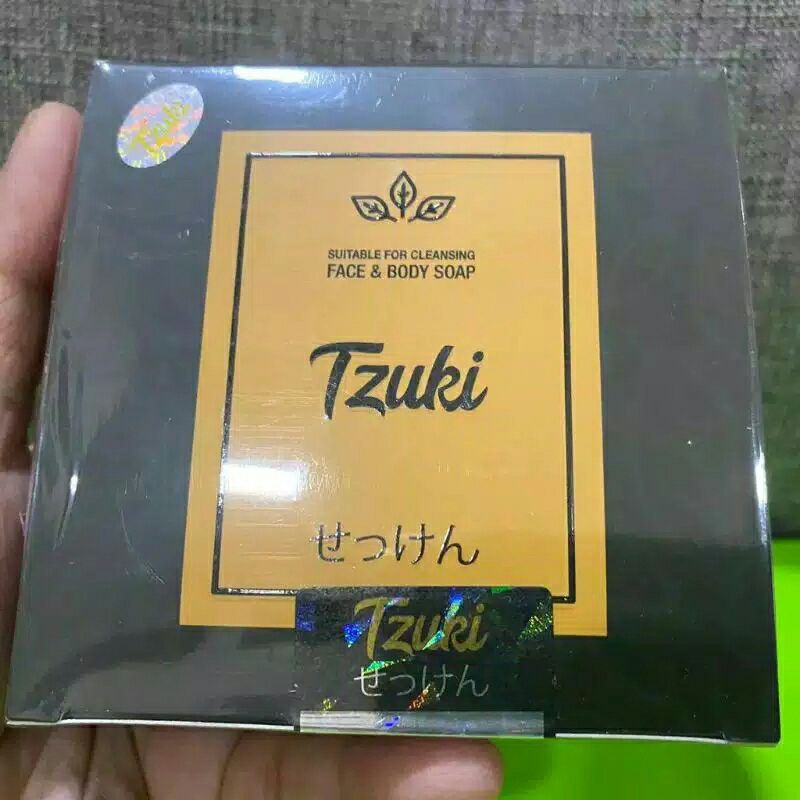 Tzuki
SUITABLE FOR CLEANSING
FACE & BODY SOAP
Tzuki
せっけん
Tzuki
せっけん